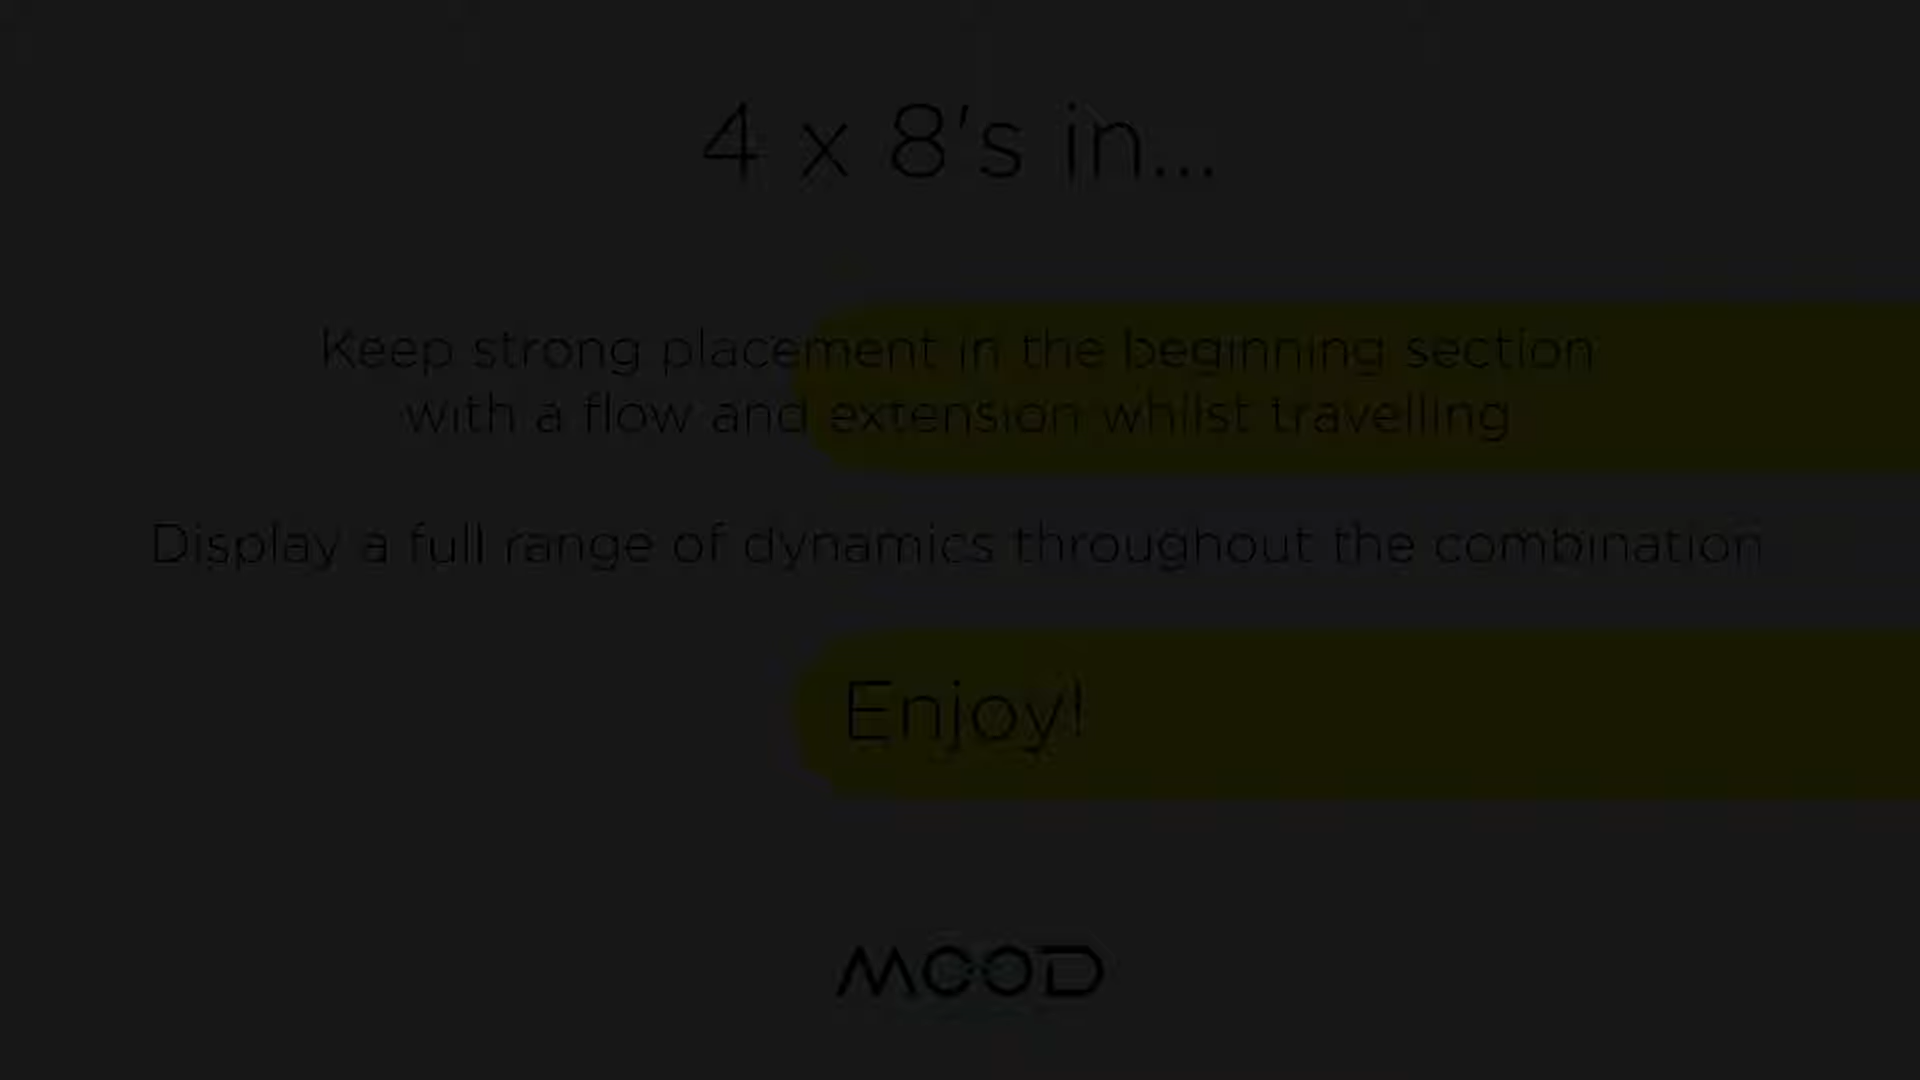 4 x 8's in...
Keep strong placement in the beginning section
with a flow and extension whilst travelling
Display a full range of dynamics throughout the combination
Enjoy!
MOOD